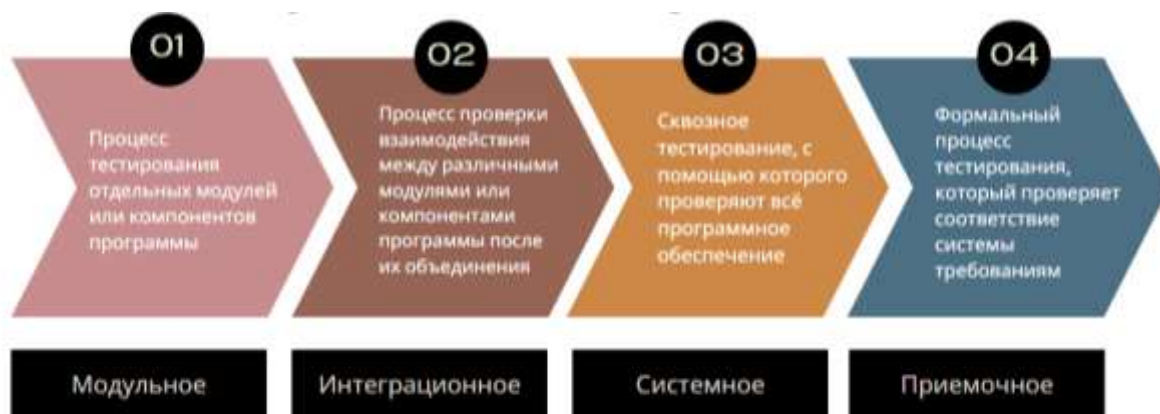 01
Процесс
тестирования
отдельных модулей
или компонентов
программы
Модульное
02
Процесс проверки
взаимодействия
между различными
модулями или
компонентами
программы после
их объединения
Интеграционное
03
Сквозное
тестирование, с
помощью которого
проверяют всё
программное
обеспечение
Системное
04
Формальный
процесс
тестирования,
который проверяет
соответствие
системы
требованиям
Приемочное